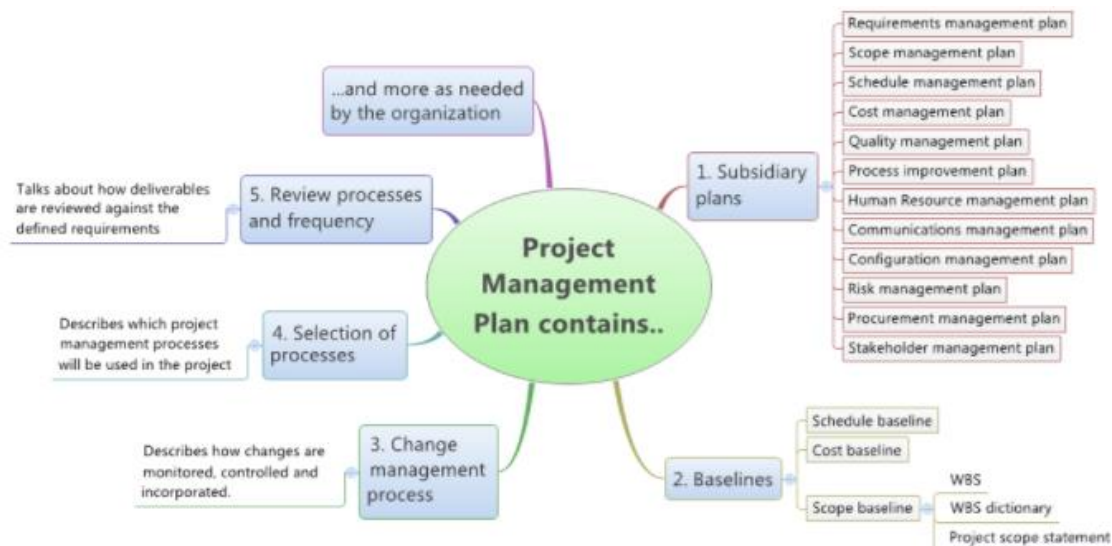 Project
Management
Plan contains..
1. Subsidiary
plans
Requirements management plan
Scope management plan
Schedule management plan
Cost management plan
Quality management plan
Process improvement plan
Human Resource management plan
Communications management plan
Configuration management plan
Risk management plan
Procurement management plan
Stakeholder management plan
2. Baselines
Schedule baseline
Cost baseline
Scope baseline
WBS
WBS dictionary
Project scope statement
3. Change
management
process
Describes how changes are
monitored, controlled and
incorporated.
4. Selection of
processes
Describes which project
management processes
will be used in the project
5. Review processes
and frequency
Talks about how deliverables
are reviewed against the
defined requirements
...and more as needed
by the organization